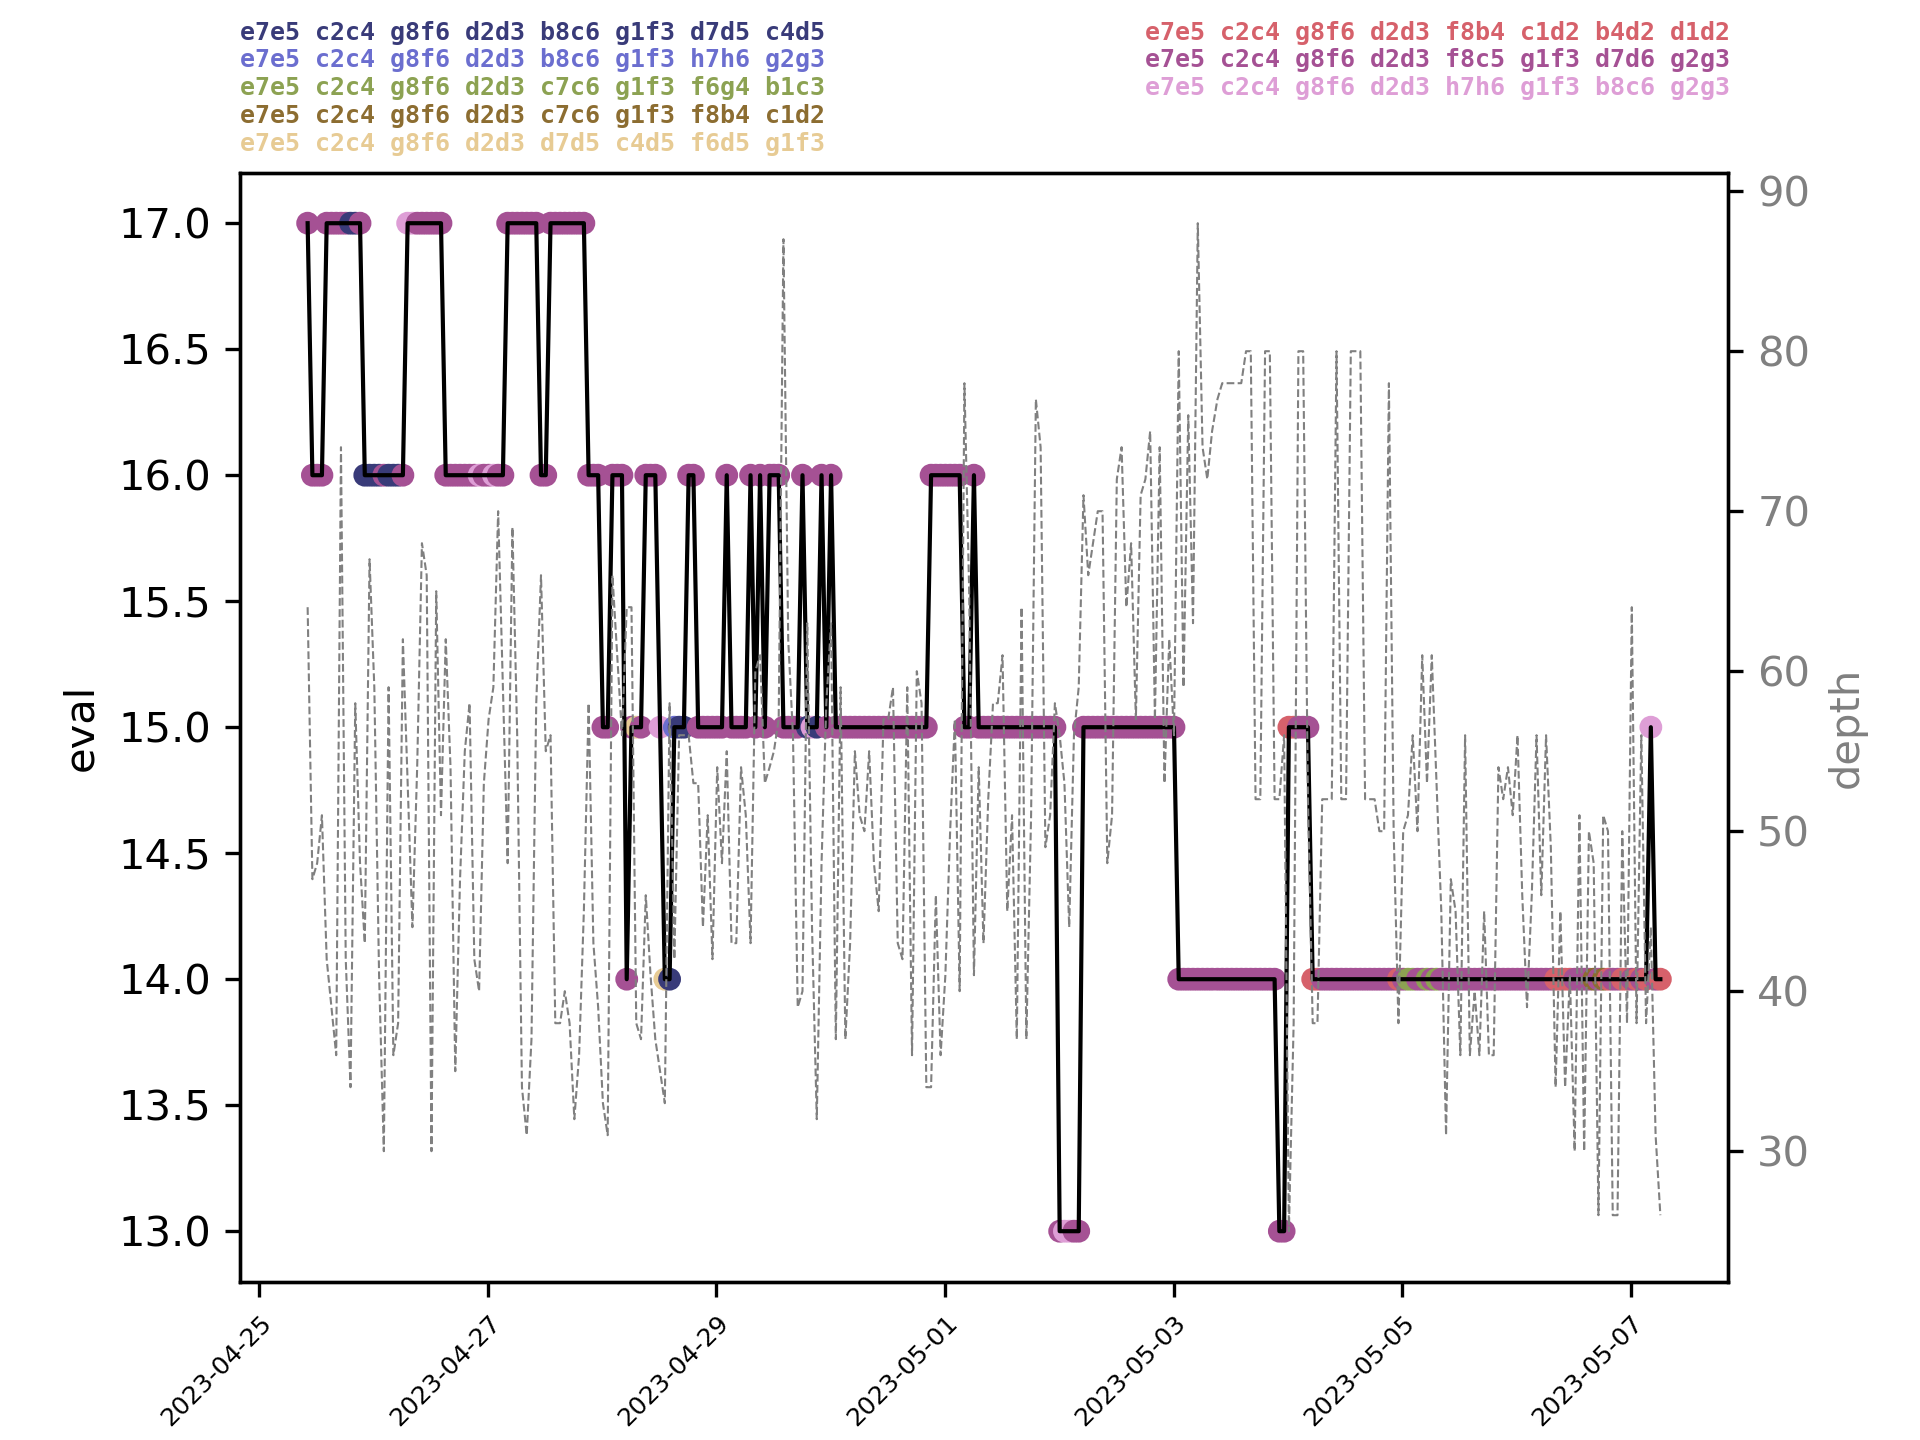 e7e5 c2c4 g8f6 d2d3 b8c6 g1f3 d7d5 c4d5
e7e5 c2c4 g8f6 d2d3 b8c6 g1f3 h7h6 g2g3
e7e5 c2c4 g8f6 d2d3 c7c6 g1f3 f6g4 b1c3
e7e5 c2c4 g8f6 d2d3 c7c6 g1f3 f8b4 c1d2
e7e5 c2c4 g8f6 d2d3 d7d5 c4d5 f6d5 g1f3
e7e5 c2c4 g8f6 d2d3 f8b4 c1d2 b4d2 d1d2
e7e5 c2c4 g8f6 d2d3 f8c5 g1f3 d7d6 g2g3
e7e5 c2c4 g8f6 d2d3 h7h6 g1f3 b8c6 g2g3
17.0
16.5
16.0
15.5
15.0
14.5
14.0
13.5
13.0
eval
90
80
70
60
50
40
30
depth
2023-04-25
2023-04-27
2023-04-29
2023-05-01
2023-05-03
2023-05-05
2023-05-07